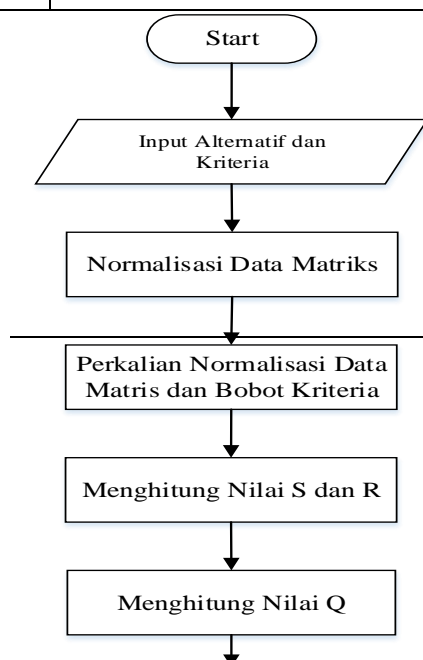 Start
Input Alternatif dan
Kriteria
Normalisasi Data Matriks
Perkalian Normalisasi Data
Matris dan Bobot Kriteria
Menghitung Nilai S dan R
Menghitung Nilai Q